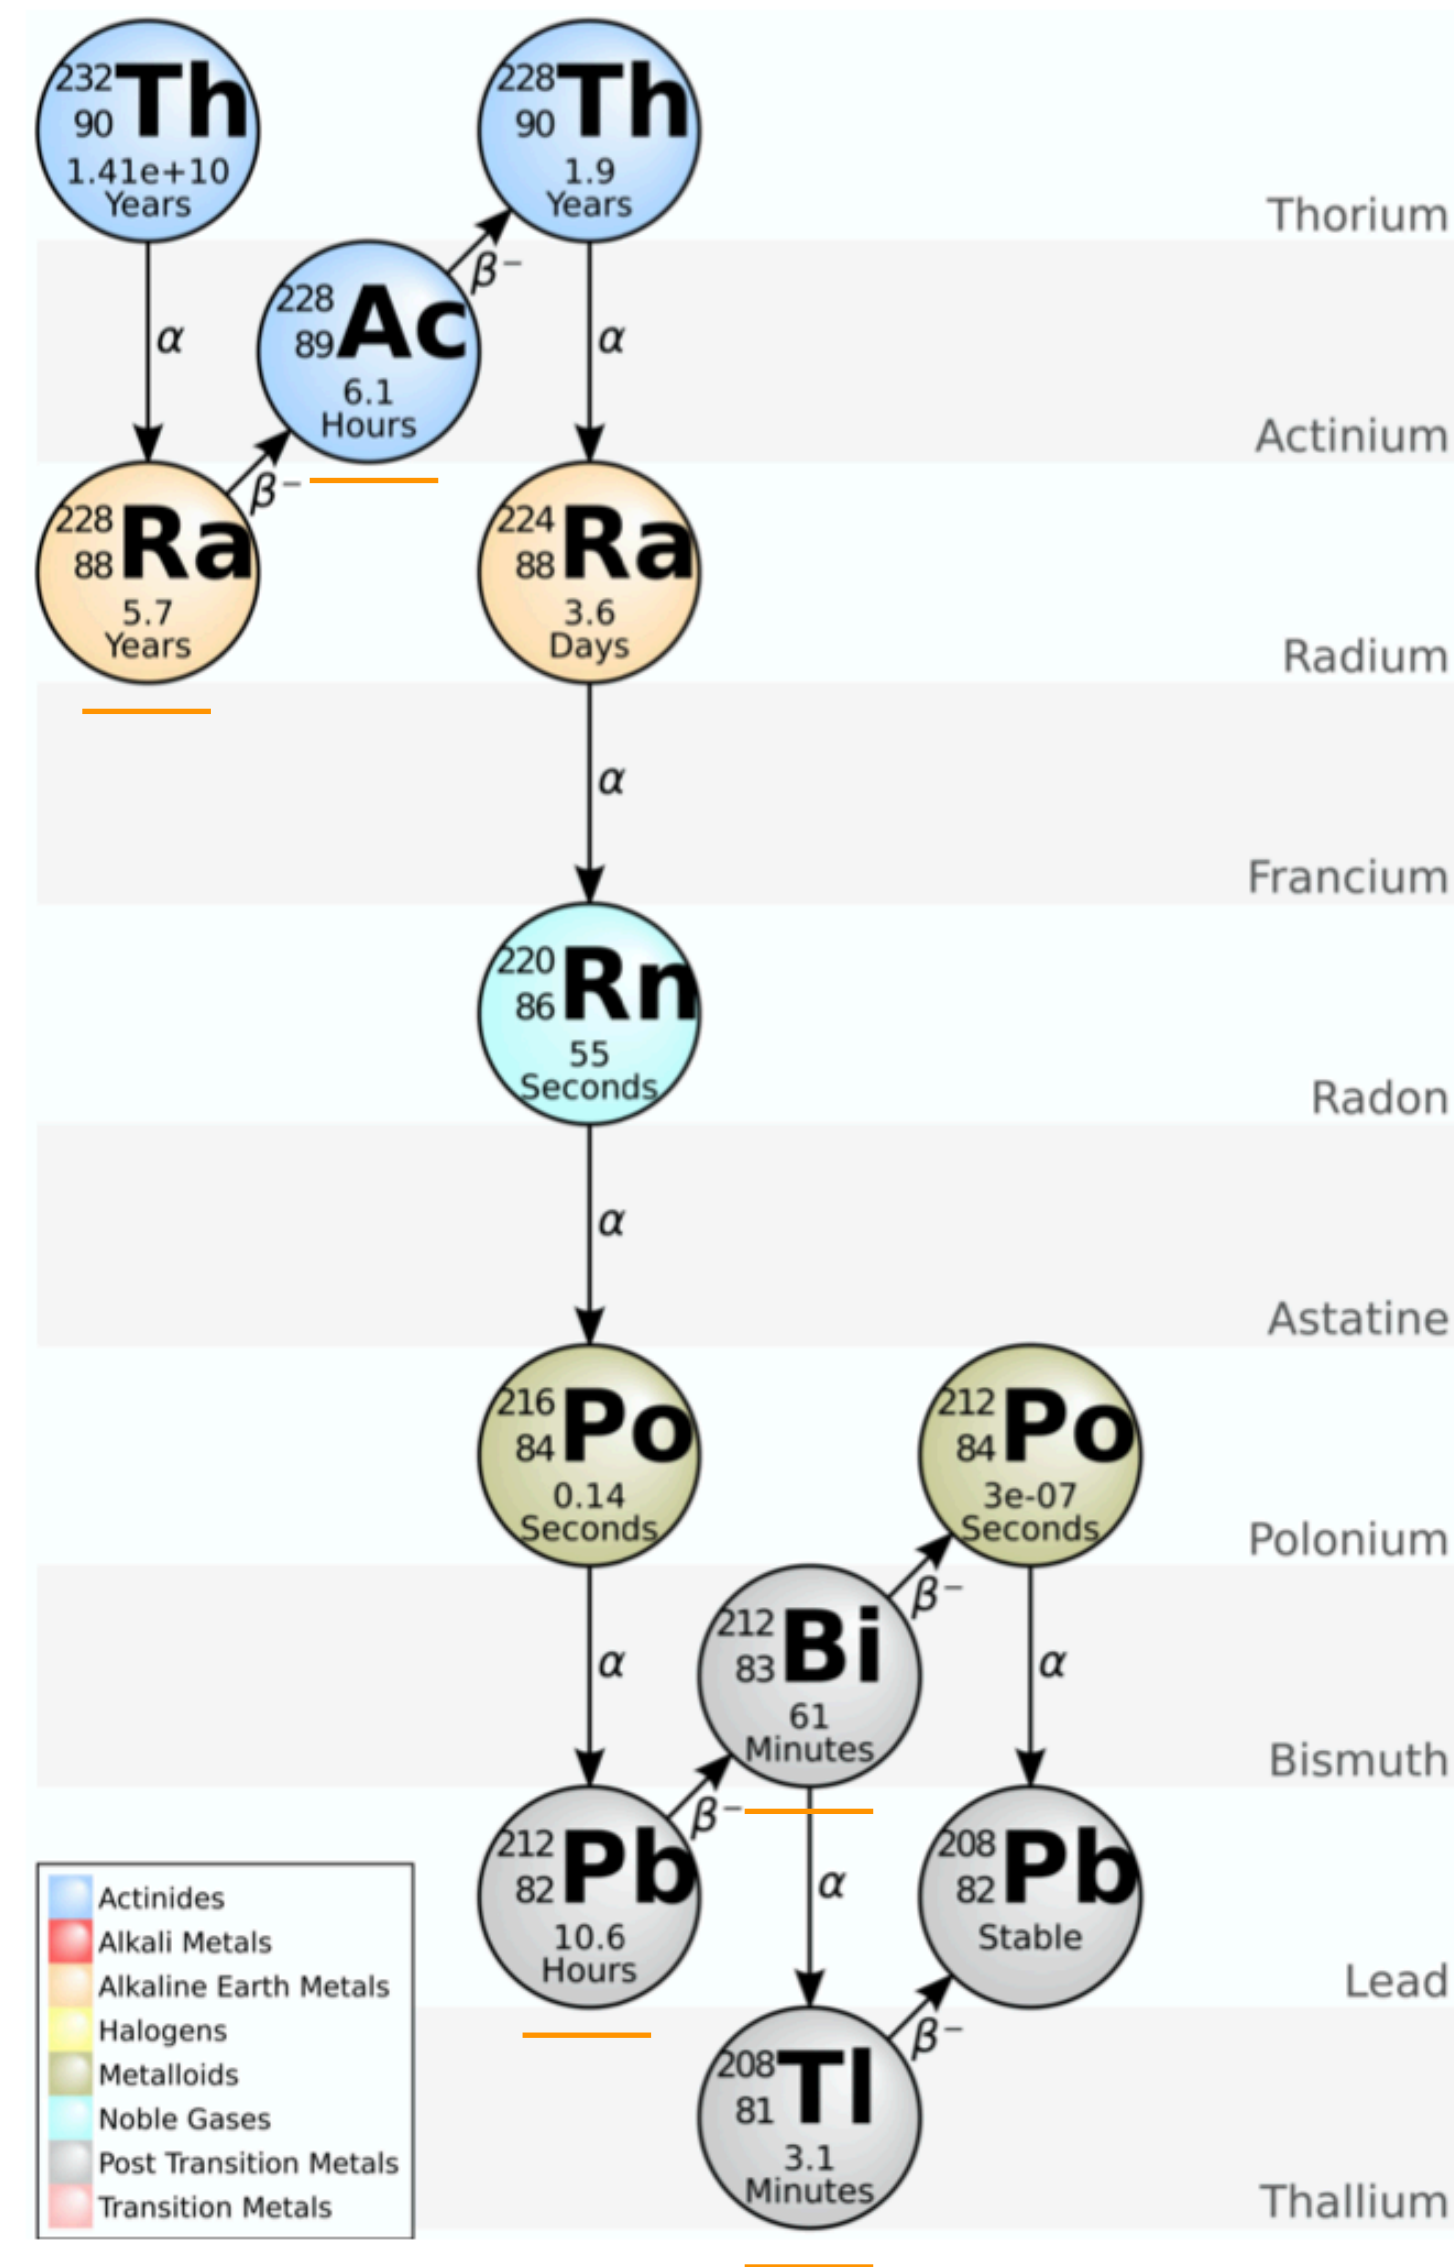 232
90
Th
1.41e+10
Years
228
90
Th
1.9
Years
Thorium
β−
228
89
Ac
6.1
Hours
α
α
Actinium
β−
228
88
Ra
5.7
Years
224
88
Ra
3.6
Days
Radium
α
Francium
220
86
Rn
55
Seconds
Radon
α
Astatine
216
84
Po
0.14
Seconds
212
84
Po
3e-07
Seconds
Polonium
β−
212
83
Bi
61
Minutes
α
α
Bismuth
β−
212
82
Pb
10.6
Hours
α
208
82
Pb
Stable
Lead
β−
208
81
Tl
3.1
Minutes
Thallium
Actinides
Alkali Metals
Alkaline Earth Metals
Halogens
Metalloids
Noble Gases
Post Transition Metals
Transition Metals